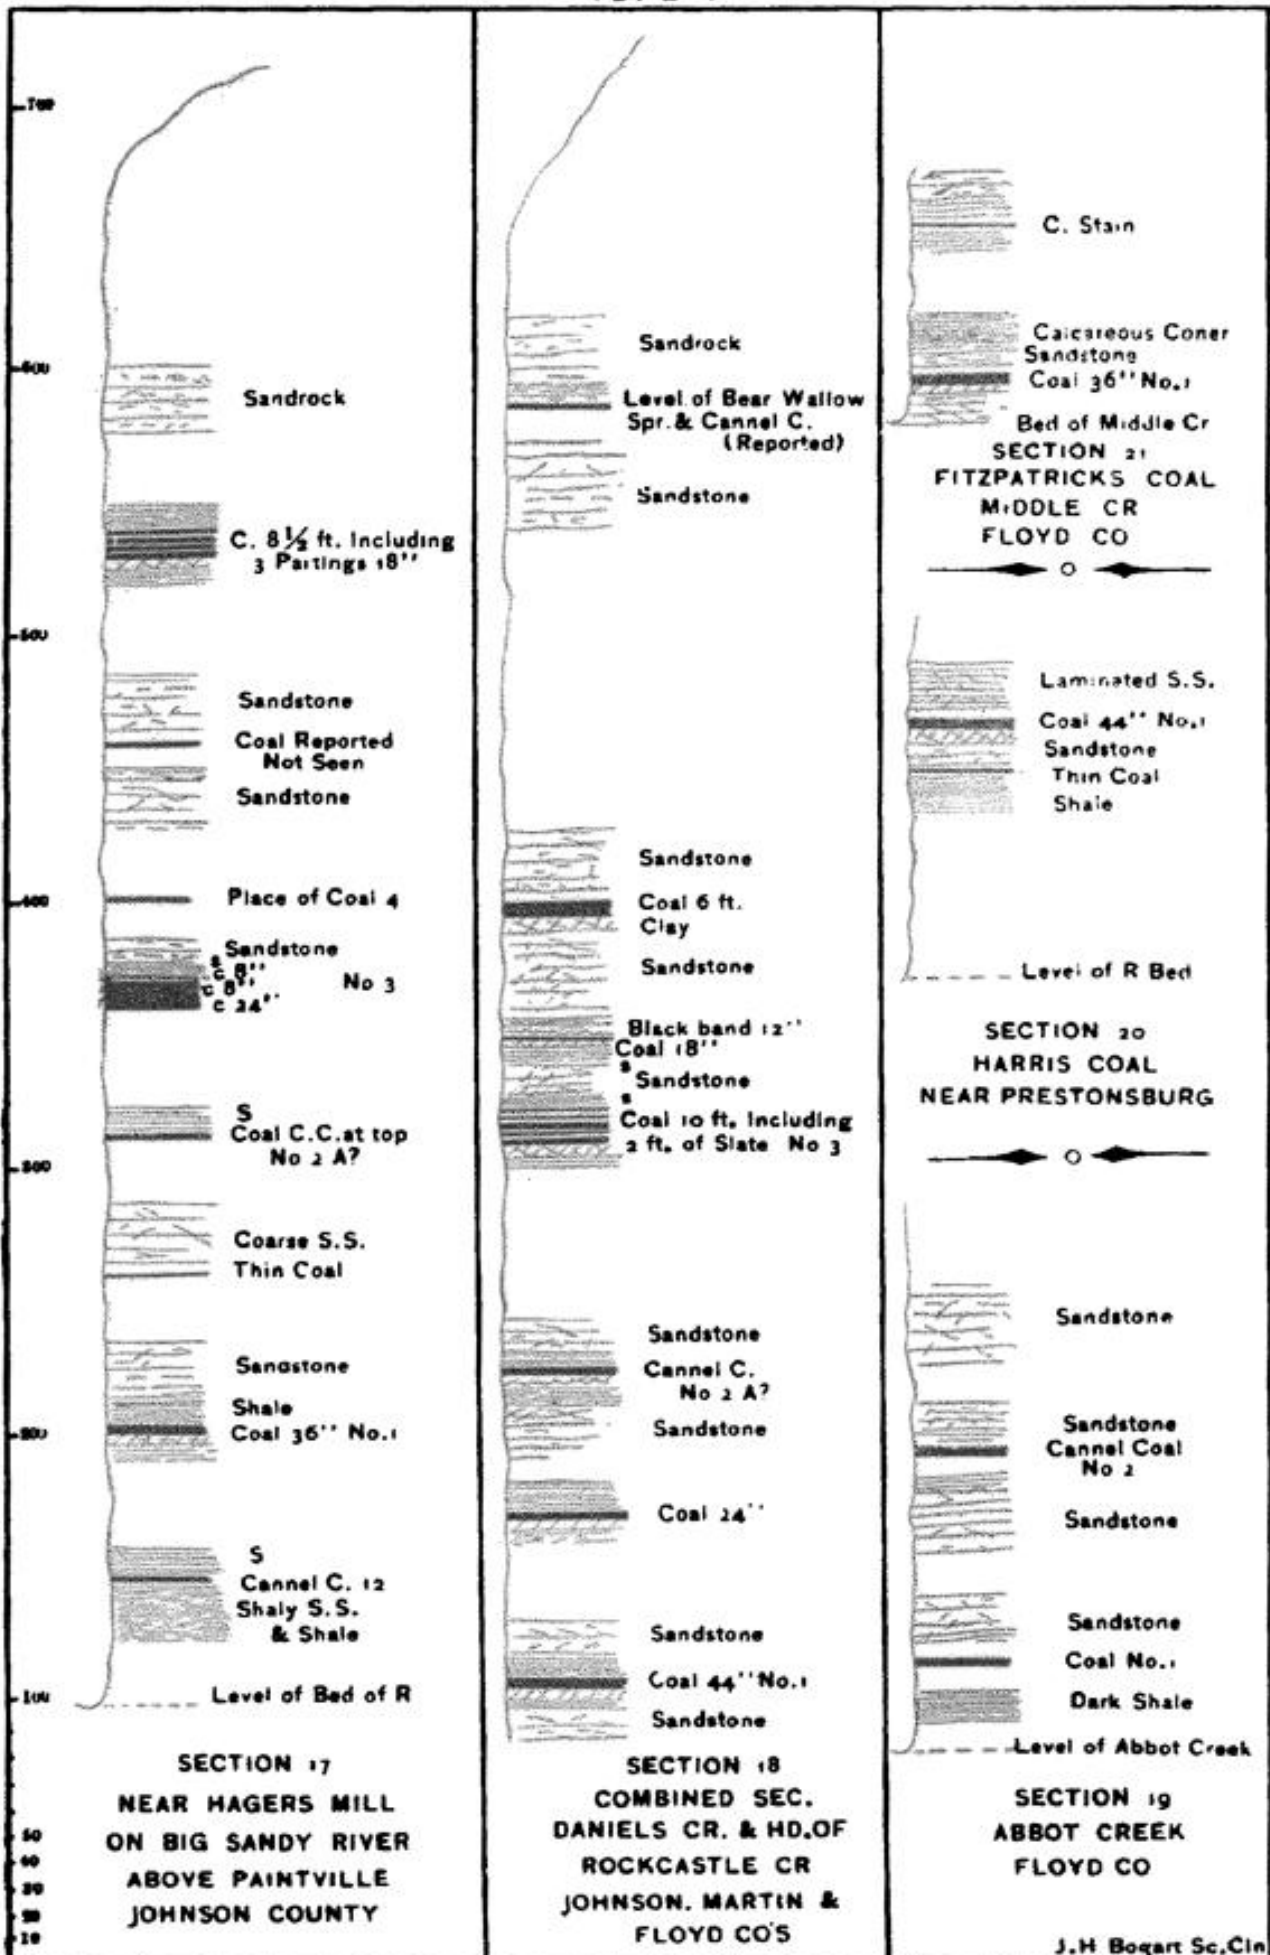 700
600
500
400
300
200
100
50
40
30
20
10
Sandrock
C. 8½ ft. Including
3 Partings 18"
Sandstone
Coal Reported
Not Seen
Sandstone
Place of Coal 4
Sandstone
s
c 8"
c 8"
c 24"
No 3
S
Coal C.C. at top
No 2 A?
Coarse S.S.
Thin Coal
Sandstone
Shale
Coal 36" No.1
S
Cannel C. 12
Shaly S.S.
& Shale
Level of Bed of R
SECTION 17
NEAR HAGERS MILL
ON BIG SANDY RIVER
ABOVE PAINTVILLE
JOHNSON COUNTY
Sandrock
Level of Bear Wallow
Spr. & Cannel C.
(Reported)
Sandstone
Sandstone
Coal 6 ft.
Clay
Sandstone
Black band 12"
Coal 18"
s
Sandstone
s
Coal 10 ft. Including
2 ft. of Slate No 3
Sandstone
Cannel C.
No 2 A?
Sandstone
Coal 24"
Sandstone
Coal 44" No.1
Sandstone
SECTION 18
COMBINED SEC.
DANIELS CR. & HD. OF
ROCKCASTLE CR
JOHNSON. MARTIN &
FLOYD CO'S
C. Stain
Calcareous Coner
Sandstone
Coal 36" No.1
Bed of Middle Cr
SECTION 21
FITZPATRICKS COAL
MIDDLE CR
FLOYD CO
Laminated S.S.
Coal 44" No.1
Sandstone
Thin Coal
Shale
Level of R Bed
SECTION 20
HARRIS COAL
NEAR PRESTONSBURG
Sandstone
Sandstone
Cannel Coal
No 2
Sandstone
Sandstone
Coal No.1
Dark Shale
Level of Abbot Creek
SECTION 19
ABBOT CREEK
FLOYD CO
J.H Bogart Sc. Cin